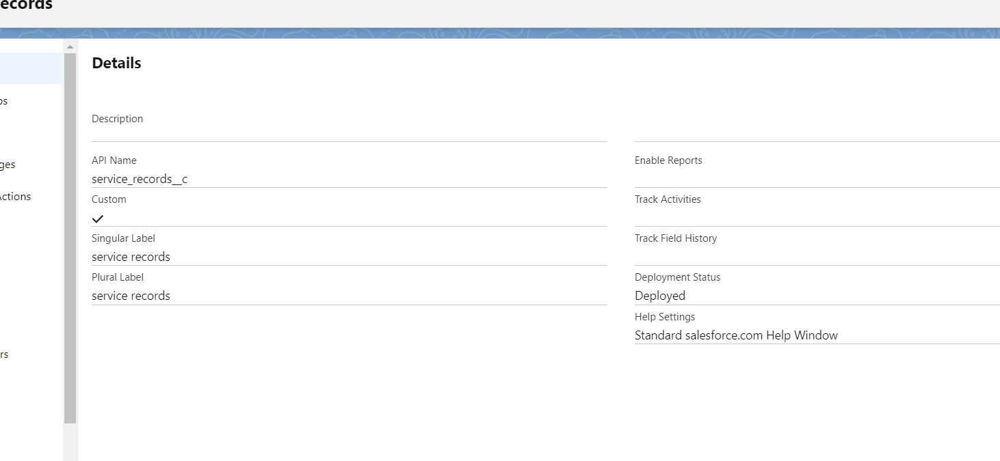 ecords
Details
Description
API Name
service_records__c
Custom
Singular Label
service records
Plural Label
service records
Enable Reports
Track Activities
Track Field History
Deployment Status
Deployed
Help Settings
Standard salesforce.com Help Window
ges
Actions
rs